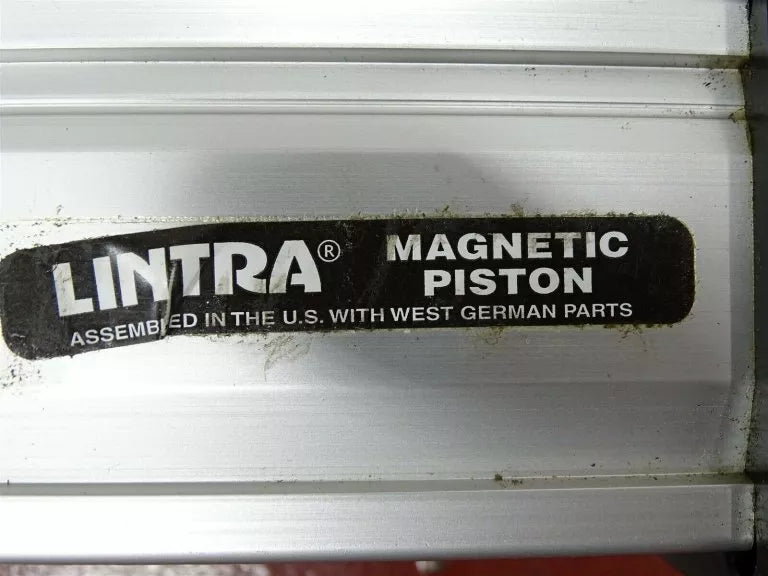 LINTRA® MAGNETIC
PISTON
ASSEMBLED IN THE U.S. WITH WEST GERMAN PARTS